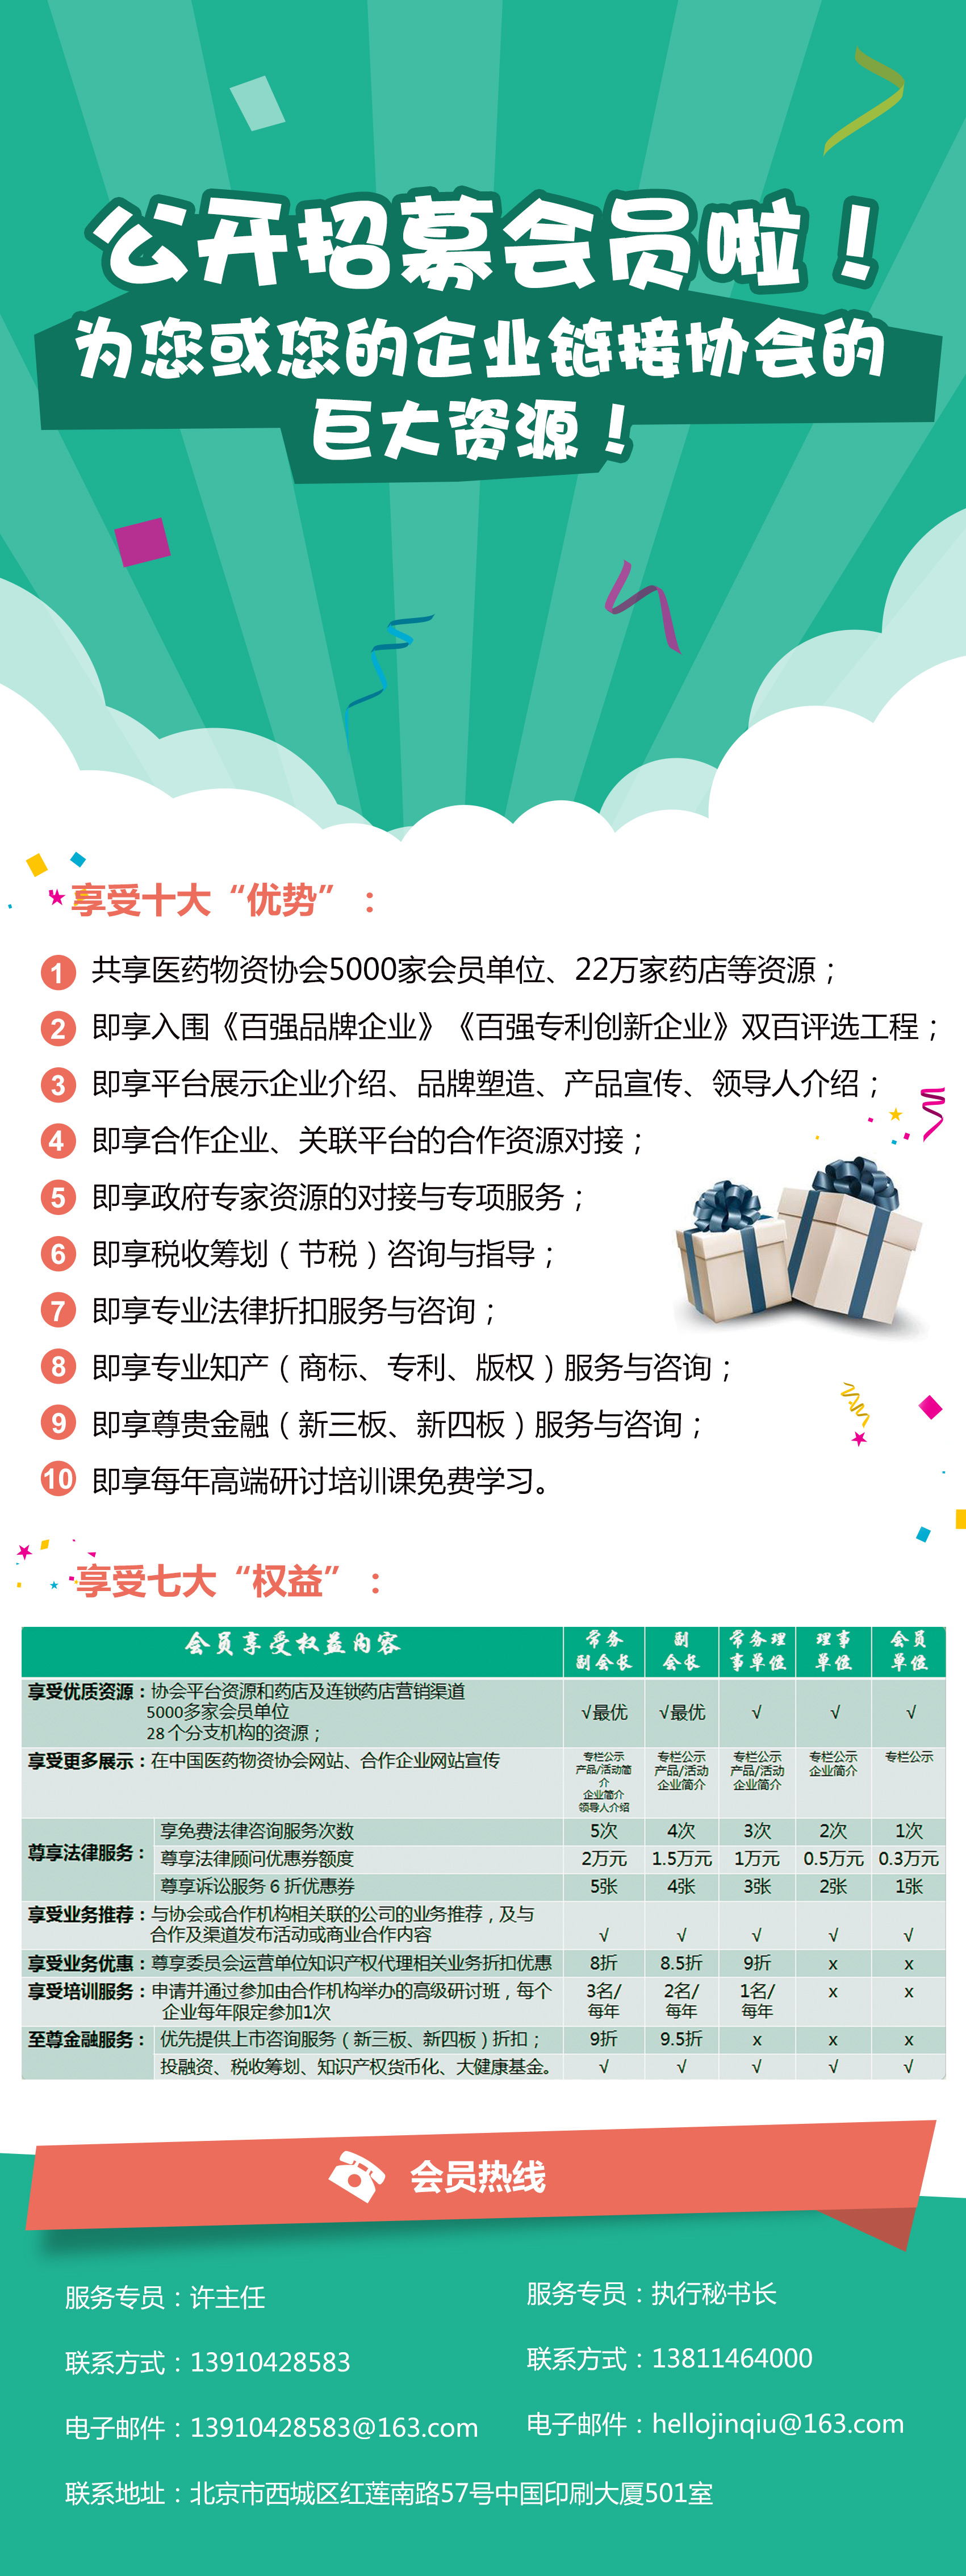 公开招募会员啦！
为您或您的企业链接协会的
巨大资源！
享受十大“优势”：
1 共享医药物资协会5000家会员单位、22万家药店等资源；
2 即享入围《百强品牌企业》《百强专利创新企业》双百评选工程；
3 即享平台展示企业介绍、品牌塑造、产品宣传、领导人介绍；
4 即享合作企业、关联平台的合作资源对接；
5 即享政府专家资源的对接与专项服务；
6 即享税收筹划（节税）咨询与指导；
7 即享专业法律折扣服务与咨询；
8 即享专业知产（商标、专利、版权）服务与咨询；
9 即享尊贵金融（新三板、新四板）服务与咨询；
10 即享每年高端研讨培训课免费学习。
享受七大“权益”：
会员享受权益内容 常务 副 常务理 理事 会员
副会长 会长 事单位 单位 单位
享受优质资源：协会平台资源和药店及连锁药店营销渠道
5000多家会员单位 √最优 √最优 √ √ √
28个分支机构的资源；
享受更多展示：在中国医药物资协会网站、合作企业网站宣传 专栏公示 专栏公示 专栏公示 专栏公示 专栏公示
产品/活动简 产品/活动 产品/活动 企业简介
介 企业简介 企业简介
企业简介
领导人介绍
尊享法律服务：
享免费法律咨询服务次数 5次 4次 3次 2次 1次
尊享法律顾问优惠券额度 2万元 1.5万元 1万元 0.5万元 0.3万元
尊享诉讼服务 6 折优惠券 5张 4张 3张 2张 1张
享受业务推荐：与协会或合作机构相关联的公司的业务推荐，及与
合作及渠道发布活动或商业合作内容 √ √ √ √ √
享受业务优惠：尊享委员会运营单位知识产权代理相关业务折扣优惠 8折 8.5折 9折 x x
享受培训服务：申请并通过参加由合作机构举办的高级研讨班，每个 3名/ 2名/ 1名/ x x
企业每年限定参加1次 每年 每年 每年
至尊金融服务： 优先提供上市咨询服务（新三板、新四板）折扣； 9折 9.5折 x x x
投融资、税收筹划、知识产权货币化、大健康基金。 √ √ √ √ √
会员热线
服务专员：许主任
联系方式：13910428583
电子邮件：13910428583@163.com
服务专员：执行秘书长
联系方式：13811464000
电子邮件：hellojinqiu@163.com
联系地址：北京市西城区红莲南路57号中国印刷大厦501室